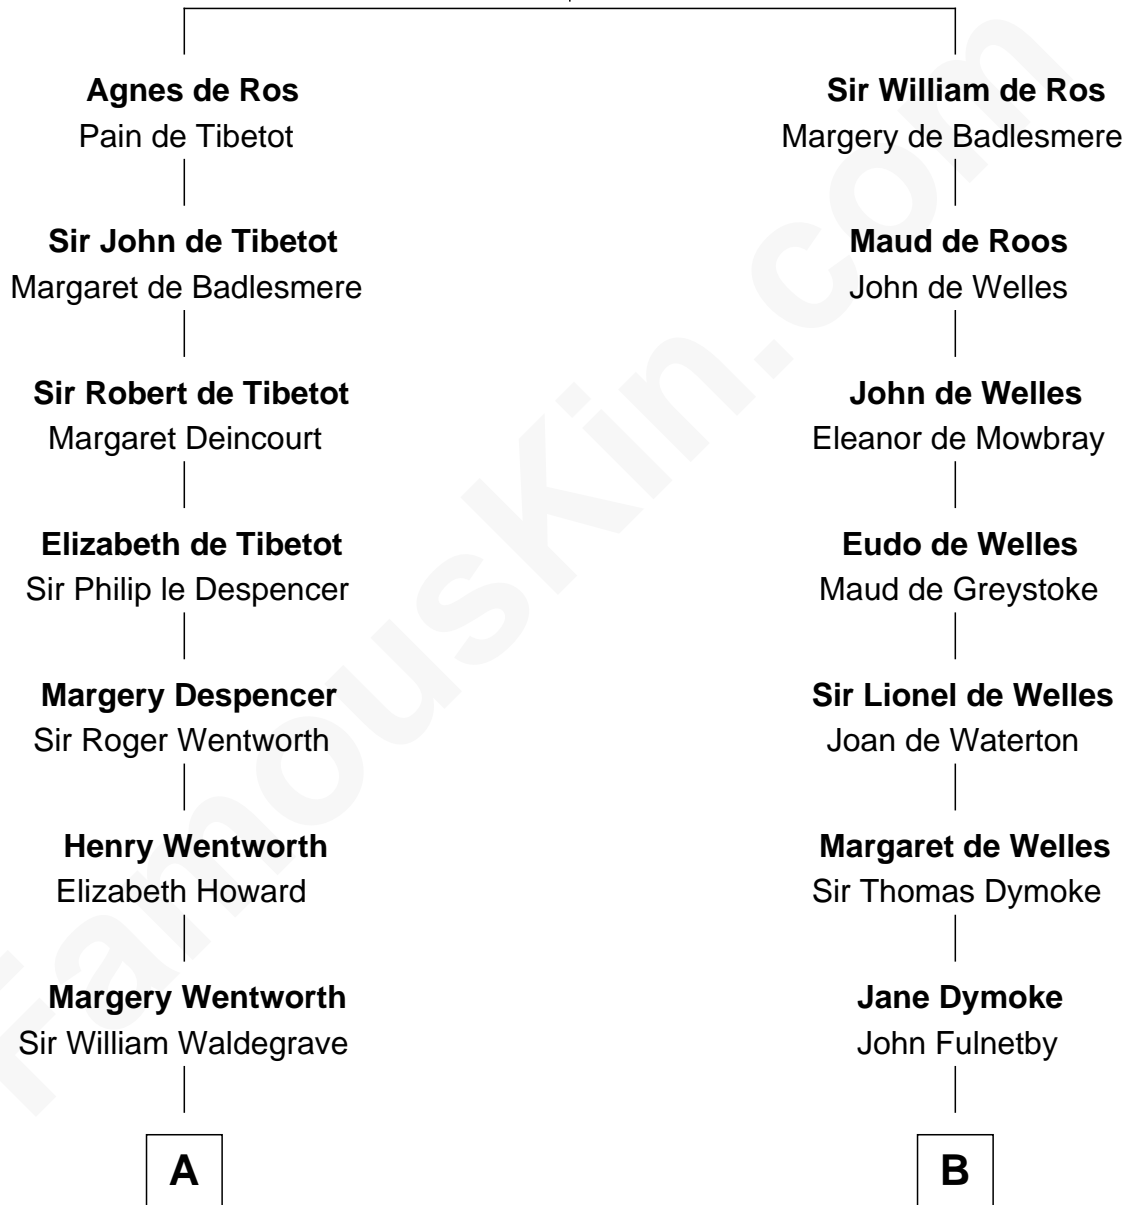 Agnes de Ros
Pain de Tibetot
Sir William de Ros
Margery de Badlesmere
Sir John de Tibetot
Margaret de Badlesmere
Maud de Roos
John de Welles
Sir Robert de Tibetot
Margaret Deincourt
John de Welles
Eleanor de Mowbray
Elizabeth de Tibetot
Sir Philip le Despencer
Eudo de Welles
Maud de Greystoke
Margery Despencer
Sir Roger Wentworth
Sir Lionel de Welles
Joan de Waterton
Henry Wentworth
Elizabeth Howard
Margaret de Welles
Sir Thomas Dymoke
Margery Wentworth
Sir William Waldegrave
Jane Dymoke
John Fulnetby
A
B
FamousKin.com